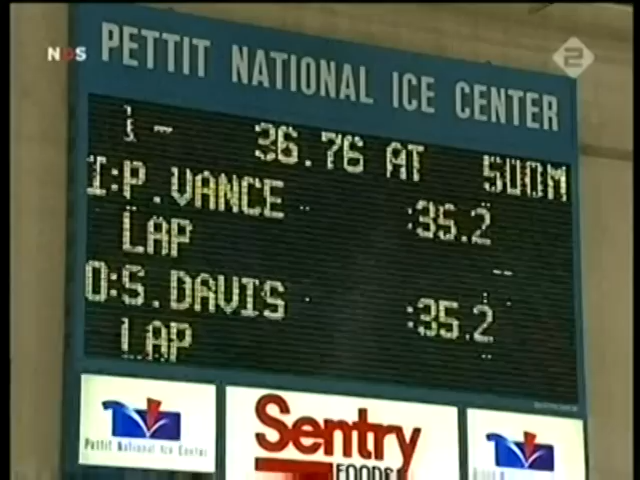 NOS
2
PETTIT NATIONAL ICE CENTER
1 - 36.76 AT 500M
I:P.VANCE :35.2
LAP
O:S.DAVIS :35.2
LAP
Pettit National Ice Center
Sentry
FOODS